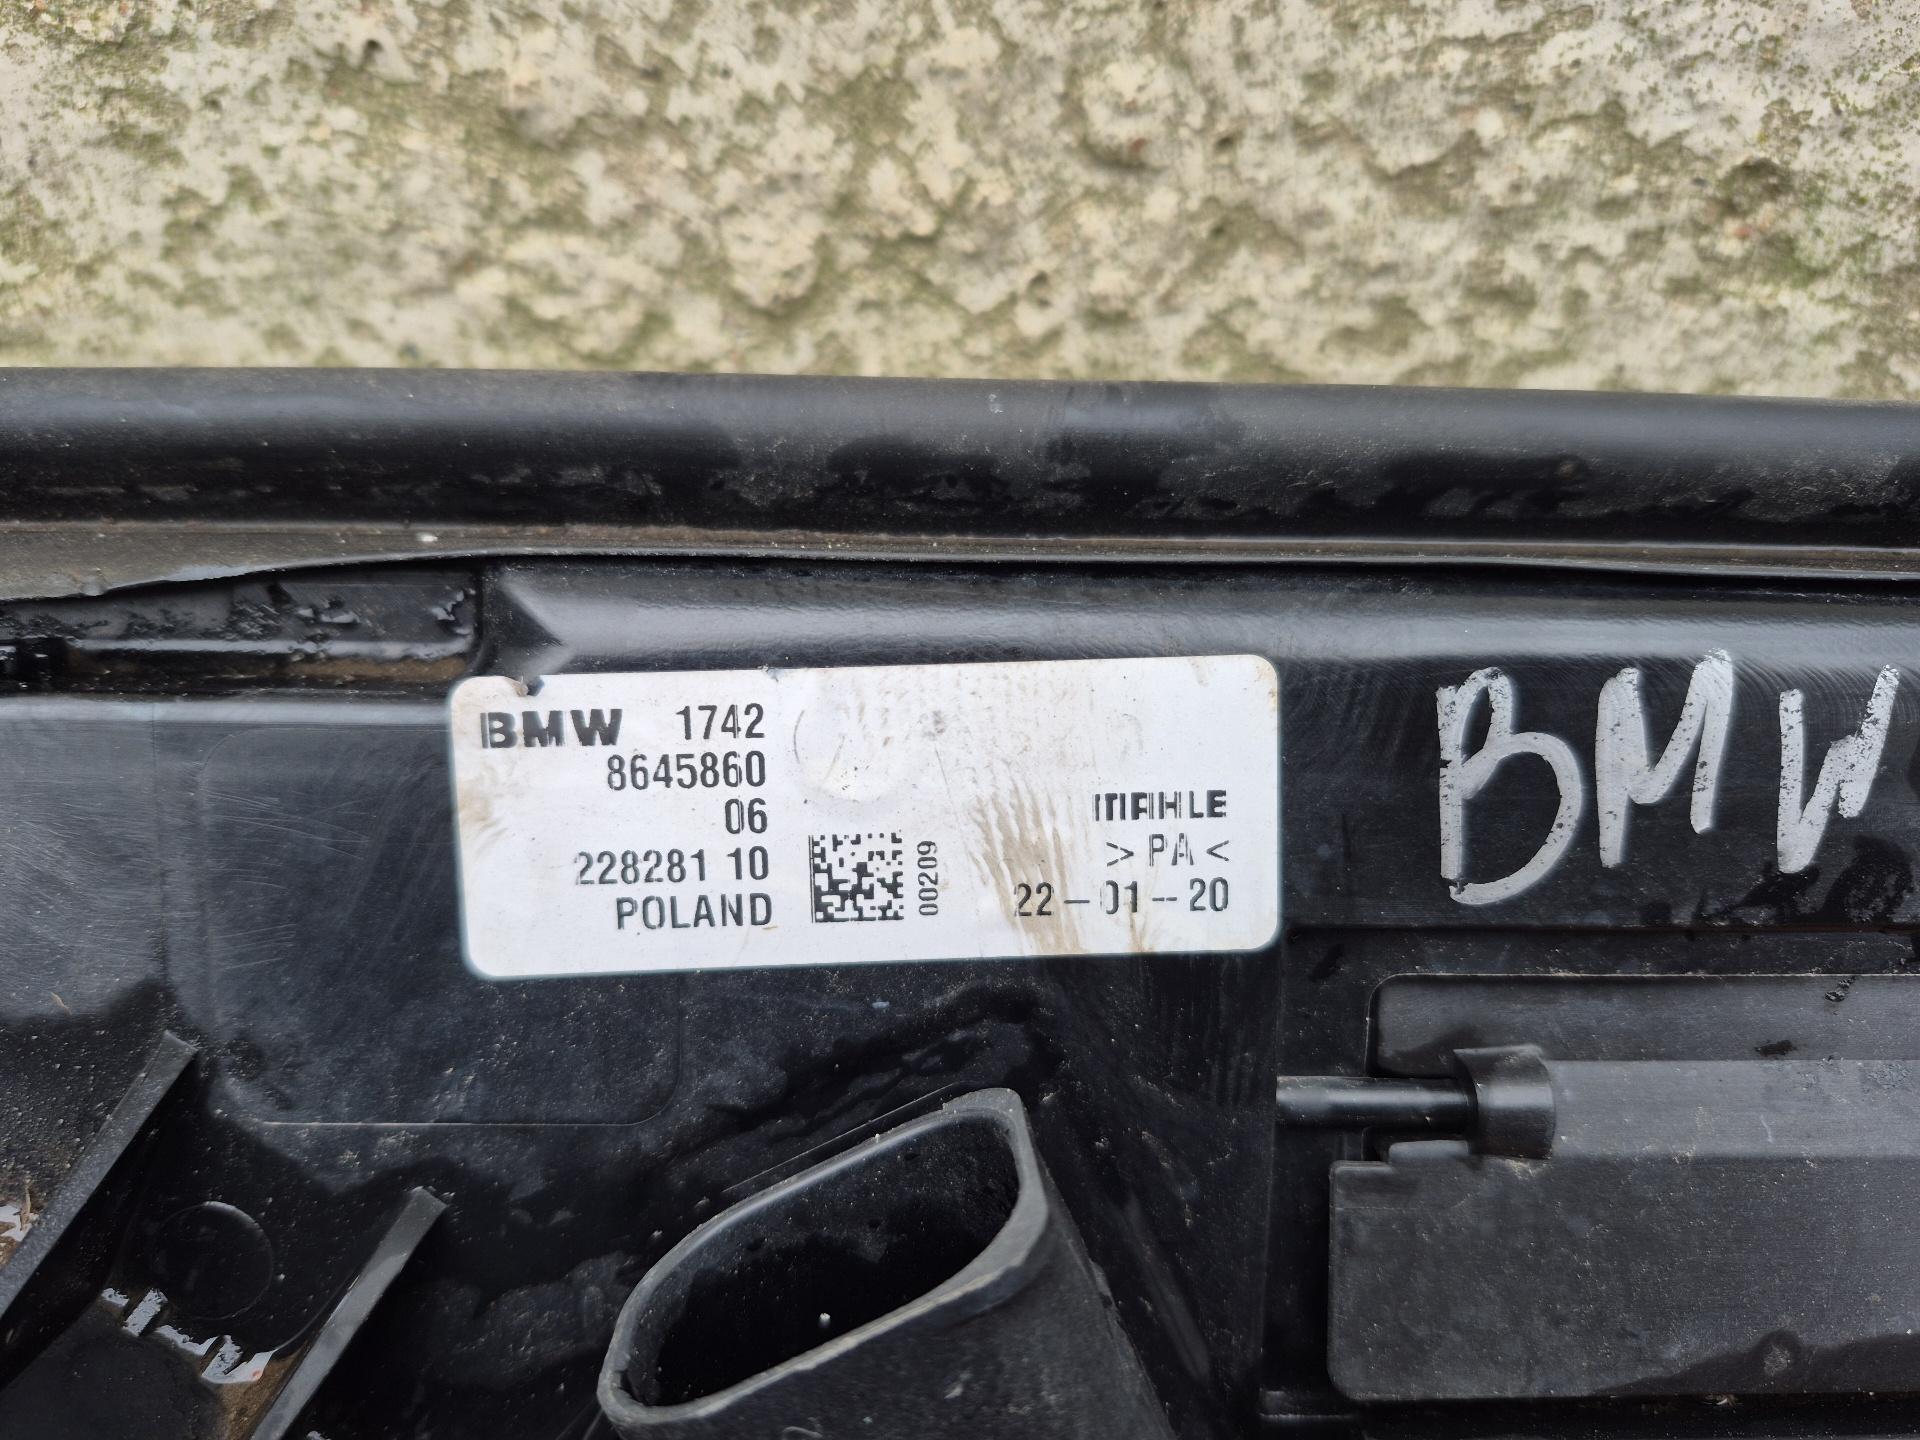 BMW 1742
8645860
06
228281 10
POLAND
00209
MAHLE
> PA <
22-01--20
BMW